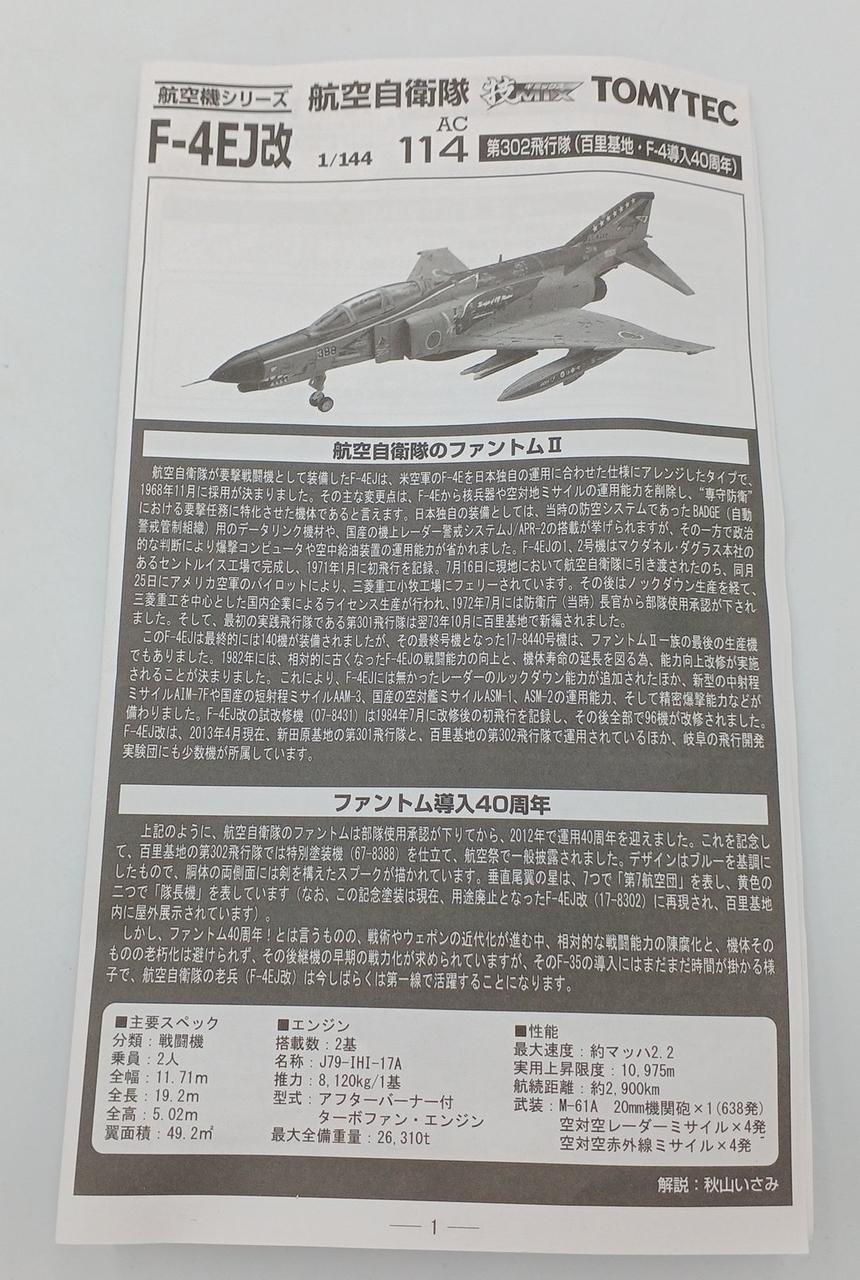 航空機シリーズ 航空自衛隊 技MIX TOMYTEC
F-4EJ改 1/144 AC 114 第302飛行隊（百里基地・F-4導入40周年）
388
航空自衛隊のファントムⅡ
航空自衛隊が要撃戦闘機として装備したF-4EJは、米空軍のF-4Eを日本独自の運用に合わせた仕様にアレンジしたタイプで、
1968年11月に採用が決まりました。その主な変更点は、F-4Eから核兵器や空対地ミサイルの運用能力を削除し、“専守防衛”
における要撃任務に特化させた機体であると言えます。日本独自の装備としては、当時の防空システムであったBADGE（自動
警戒管制組織）用のデータリンク機材や、国産の機上レーダー警戒システムJ/APR-2の搭載が挙げられますが、その一方で政治
的な判断により爆撃コンピュータや空中給油装置の運用能力が省かれました。F-4EJの1、2号機はマクダネル・ダグラス本社の
あるセントルイス工場で完成し、1971年1月に初飛行を記録。7月16日に現地において航空自衛隊に引き渡されたのち、同月
25日にアメリカ空軍のパイロットにより、三菱重工小牧工場にフェリーされています。その後はノックダウン生産を経て、
三菱重工を中心とした国内企業によるライセンス生産が行われ、1972年7月には防衛庁（当時）長官から部隊使用承認が下され
ました。そして、最初の実践飛行隊である第301飛行隊は翌73年10月に百里基地で新編されました。
このF-4EJは最終的には140機が装備されましたが、その最終号機となった17-8440号機は、ファントムⅡ一族の最後の生産機
でもありました。1982年には、相対的に古くなったF-4EJの戦闘能力の向上と、機体寿命の延長を図る為、能力向上改修が実施
されることが決まりました。これにより、F-4EJには無かったレーダーのルックダウン能力が追加されたほか、新型の中射程
ミサイルAIM-7Fや国産の短射程ミサイルAAM-3、国産の空対艦ミサイルASM-1、ASM-2の運用能力、そして精密爆撃能力などが
備わりました。F-4EJ改の試改修機（07-8431）は1984年7月に改修後の初飛行を記録し、その後全部で96機が改修されました。
F-4EJ改は、2013年4月現在、新田原基地の第301飛行隊と、百里基地の第302飛行隊で運用されているほか、岐阜の飛行開発
実験団にも少数機が所属しています。
ファントム導入40周年
上記のように、航空自衛隊のファントムは部隊使用承認が下りてから、2012年で運用40周年を迎えました。これを記念し
て、百里基地の第302飛行隊では特別塗装機（67-8388）を仕立て、航空祭で一般披露されました。デザインはブルーを基調に
したもので、胴体の両側面には剣を構えたスプークが描かれています。垂直尾翼の星は、7つで「第7航空団」を表し、黄色の
二つで「隊長機」を表しています（なお、この記念塗装は現在、用途廃止となったF-4EJ改（17-8302）に再現され、百里基地
内に屋外展示されています）。
しかし、ファントム40周年！とは言うものの、戦術やウェポンの近代化が進む中、相対的な戦闘能力の陳腐化と、機体その
ものの老朽化は避けられず、その後継機の早期の戦力化が求められていますが、そのF-35の導入にはまだまだ時間が掛かる様
子で、航空自衛隊の老兵（F-4EJ改）は今しばらくは第一線で活躍することになります。
■主要スペック
分類：戦闘機
乗員：2人
全幅：11.71m
全長：19.2m
全高：5.02m
翼面積：49.2㎡
■エンジン
搭載数：2基
名称：J79-IHI-17A
推力：8,120kg/1基
型式：アフターバーナー付
ターボファン・エンジン
最大全備重量：26,310t
■性能
最大速度：約マッハ2.2
実用上昇限度：10,975m
航続距離：約2,900km
武装：M-61A 20mm機関砲×1(638発)
空対空レーダーミサイル×4発
空対空赤外線ミサイル×4発
解説：秋山いさみ
— 1 —